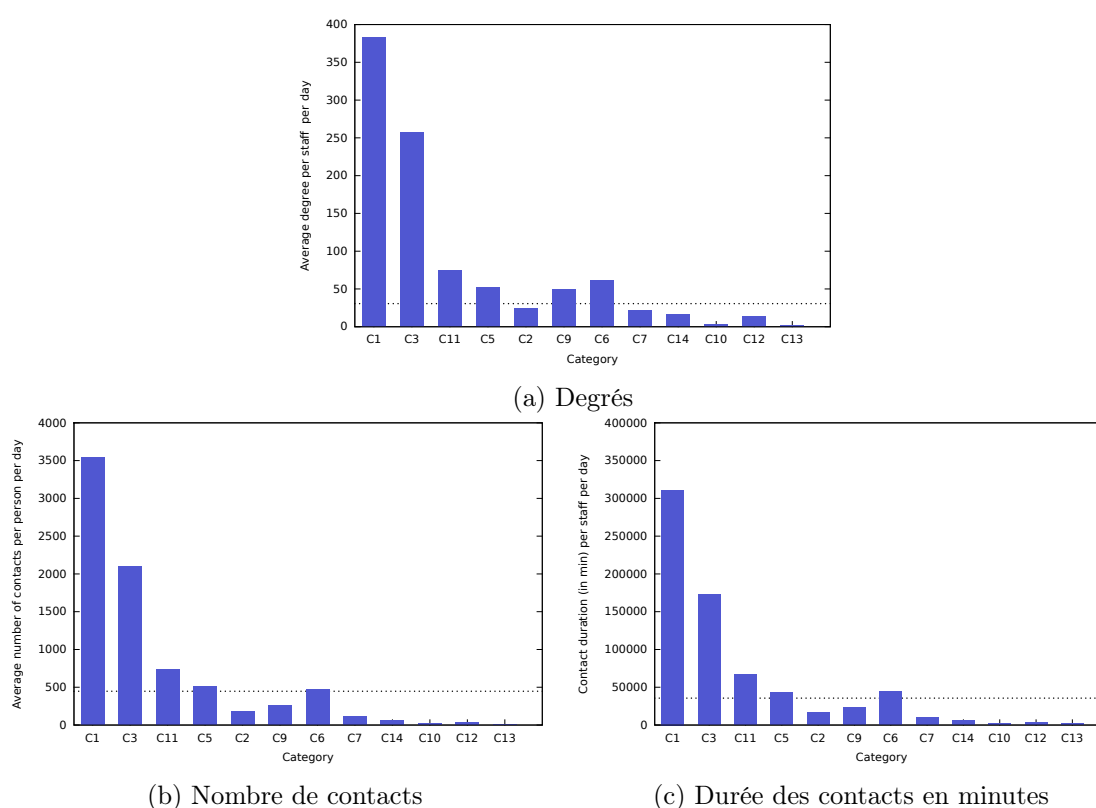 400
350
300
250
200
150
100
50
0
Average degree per staff  per day
C1 C3 C11 C5 C2 C9 C6 C7 C14 C10 C12 C13
Category
(a) Degrés
4000
3500
3000
2500
2000
1500
1000
500
0
Average number of contacts per person per day
C1 C3 C11 C5 C2 C9 C6 C7 C14 C10 C12 C13
Category
(b) Nombre de contacts
400000
350000
300000
250000
200000
150000
100000
50000
0
Contact duration (in min) per staff per day
C1 C3 C11 C5 C2 C9 C6 C7 C14 C10 C12 C13
Category
(c) Durée des contacts en minutes